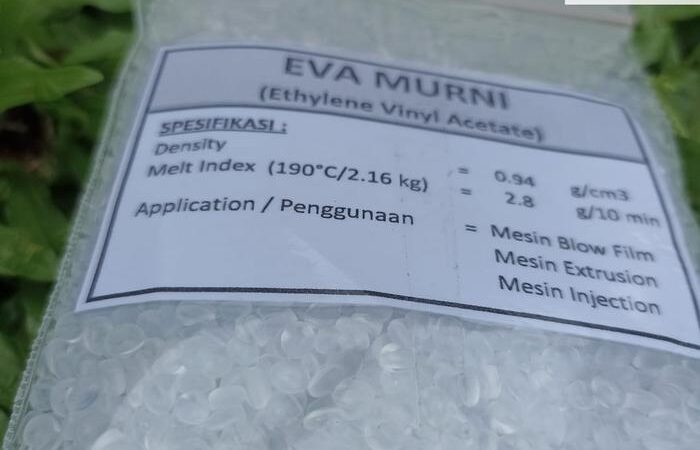 EVA MURNI
(Ethylene Vinyl Acetate)
SPESIFIKASI :
Density = 0.94 g/cm3
Melt Index (190°C/2.16 kg) = 2.8 g/10 min
Application / Penggunaan = Mesin Blow Film
Mesin Extrusion
Mesin Injection